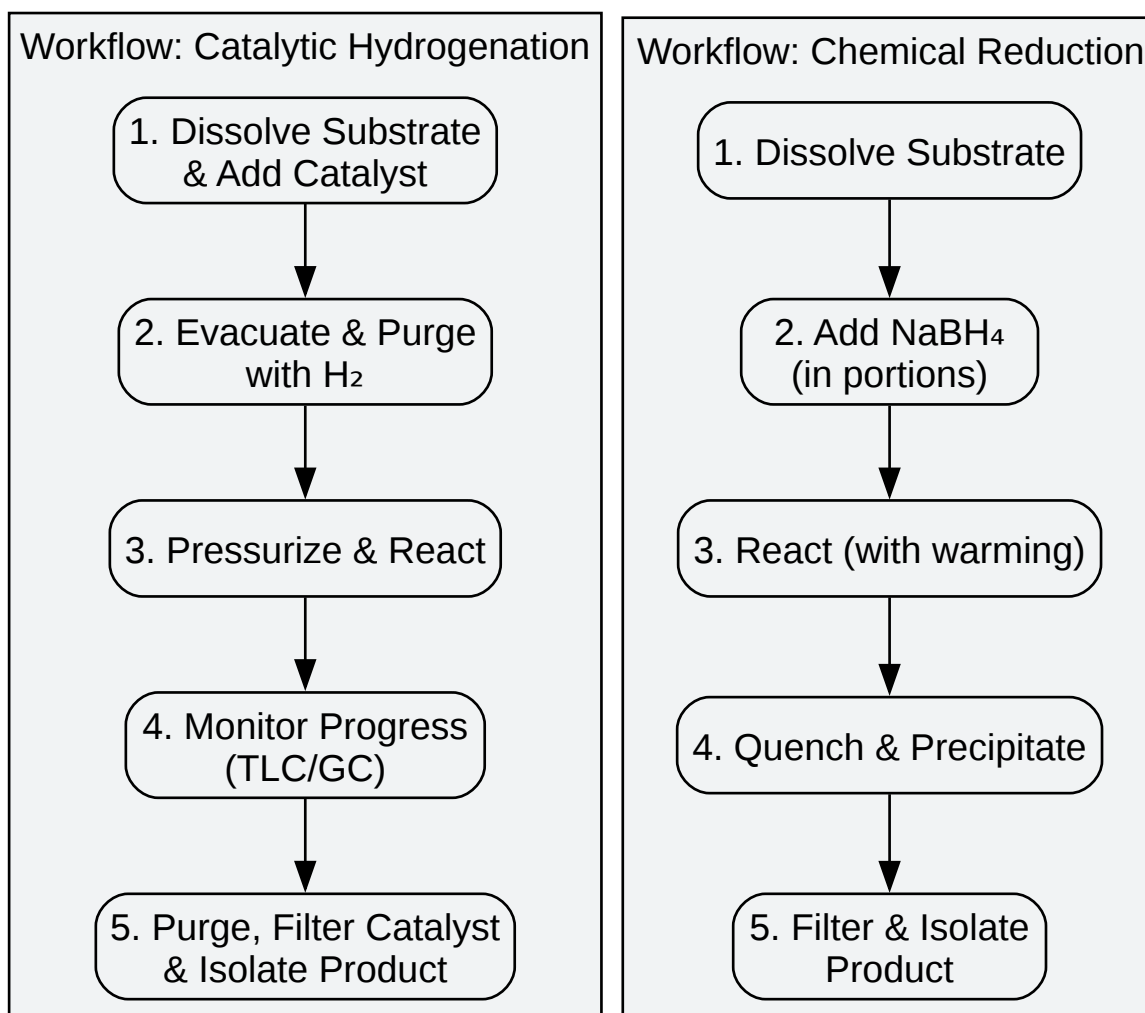 Workflow: Catalytic Hydrogenation
1. Dissolve Substrate
& Add Catalyst
2. Evacuate & Purge
with H₂
3. Pressurize & React
4. Monitor Progress
(TLC/GC)
5. Purge, Filter Catalyst
& Isolate Product
Workflow: Chemical Reduction
1. Dissolve Substrate
2. Add NaBH₄
(in portions)
3. React (with warming)
4. Quench & Precipitate
5. Filter & Isolate
Product